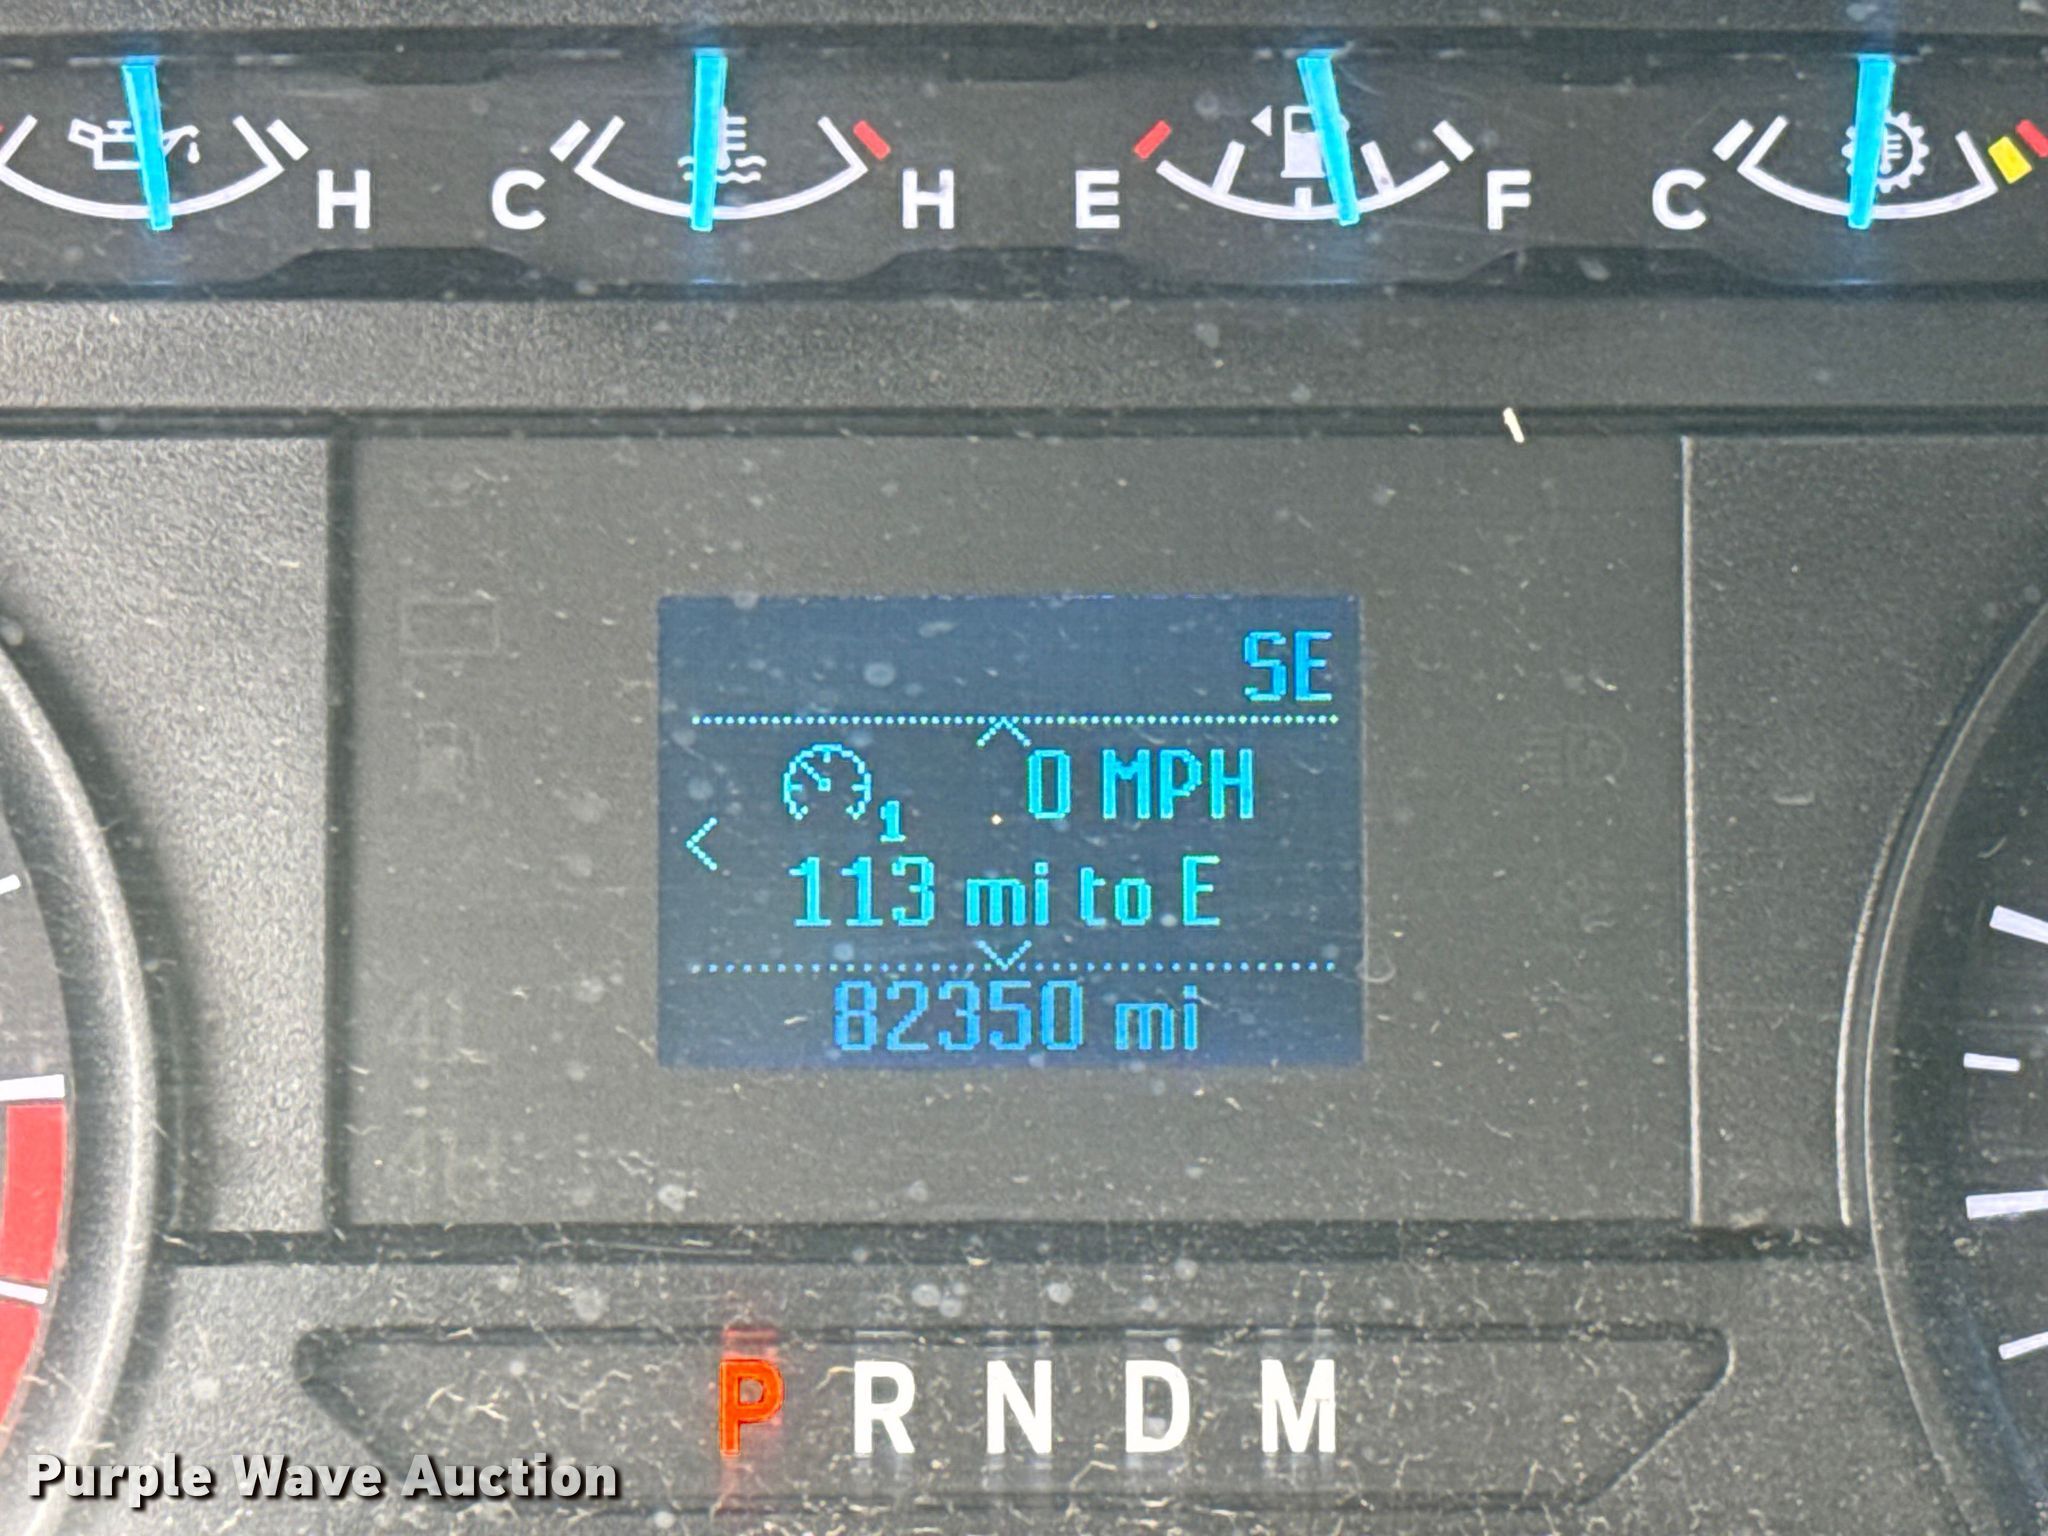 H C H E F C
SE
1 0 MPH
113 mi to E
82350 mi
P R N D M
Purple Wave Auction